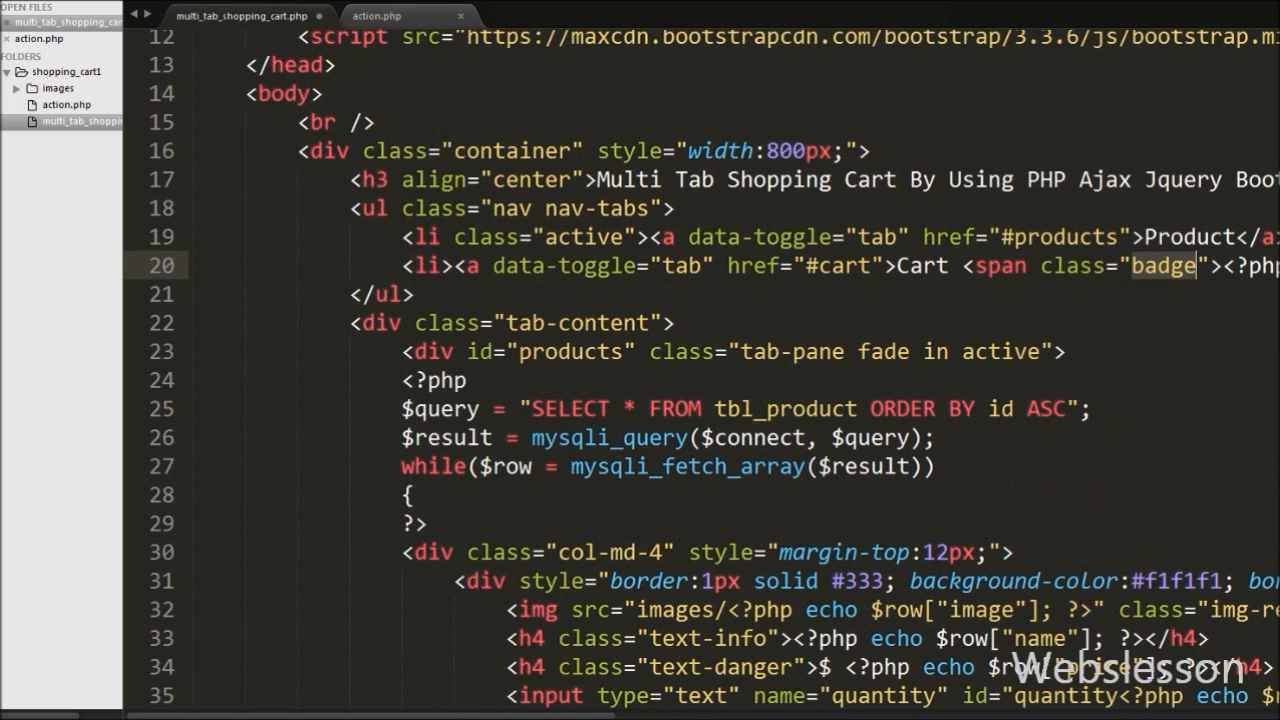 OPEN FILES
multi_tab_shopping_car
action.php
FOLDERS
shopping_cart1
images
action.php
multi_tab_shoppin
multi_tab_shopping_cart.php
action.php
12 <script src="https://maxcdn.bootstrapcdn.com/bootstrap/3.3.6/js/bootstrap.mi
13 </head>
14 <body>
15 <br />
16 <div class="container" style="width:800px;">
17 <h3 align="center">Multi Tab Shopping Cart By Using PHP Ajax Jquery Boot
18 <ul class="nav nav-tabs">
19 <li class="active"><a data-toggle="tab" href="#products">Product</a>
20 <li><a data-toggle="tab" href="#cart">Cart <span class="badge"><?php
21 </ul>
22 <div class="tab-content">
23 <div id="products" class="tab-pane fade in active">
24 <?php
25 $query = "SELECT * FROM tbl_product ORDER BY id ASC";
26 $result = mysqli_query($connect, $query);
27 while($row = mysqli_fetch_array($result))
28 {
29 ?>
30 <div class="col-md-4" style="margin-top:12px;">
31 <div style="border:1px solid #333; background-color:#f1f1f1; bor
32 <img src="images/<?php echo $row["image"]; ?>" class="img-re
33 <h4 class="text-info"><?php echo $row["name"]; ?></h4>
34 <h4 class="text-danger">$ <?php echo $row["price"]; ?></h4>
35 <input type="text" name="quantity" id="quantity<?php echo $r
Webslesson